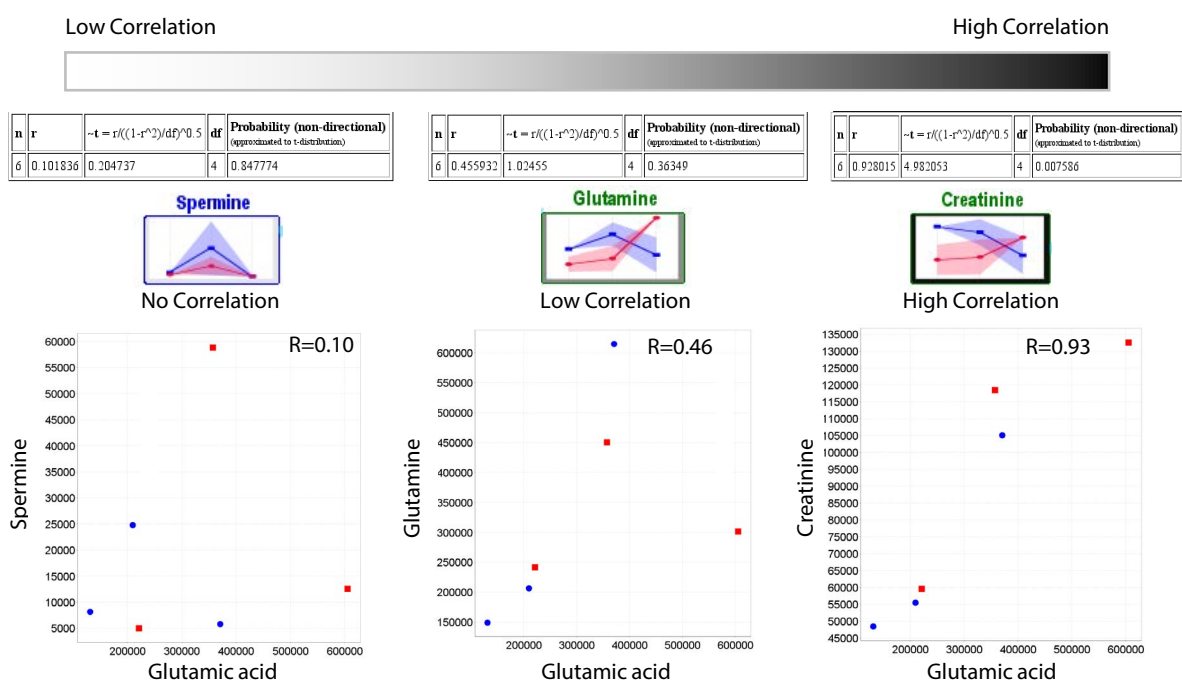 Low Correlation High Correlation
n r ~t = r/((1-r^2)/df)^0.5 df Probability (non-directional)
(approximated to t-distribution)
6 0.101836 0.204737 4 0.847774
n r ~t = r/((1-r^2)/df)^0.5 df Probability (non-directional)
(approximated to t-distribution)
6 0.455932 1.02455 4 0.36349
n r ~t = r/((1-r^2)/df)^0.5 df Probability (non-directional)
(approximated to t-distribution)
6 0.928015 4.982053 4 0.007586
Spermine
No Correlation
Glutamine
Low Correlation
Creatinine
High Correlation
R=0.10
Spermine
60000
55000
50000
45000
40000
35000
30000
25000
20000
15000
10000
5000
200000 300000 400000 500000 600000
Glutamic acid
R=0.46
Glutamine
600000
550000
500000
450000
400000
350000
300000
250000
200000
150000
200000 300000 400000 500000 600000
Glutamic acid
R=0.93
Creatinine
135000
130000
125000
120000
115000
110000
105000
100000
95000
90000
85000
80000
75000
70000
65000
60000
55000
50000
45000
200000 300000 400000 500000 600000
Glutamic acid